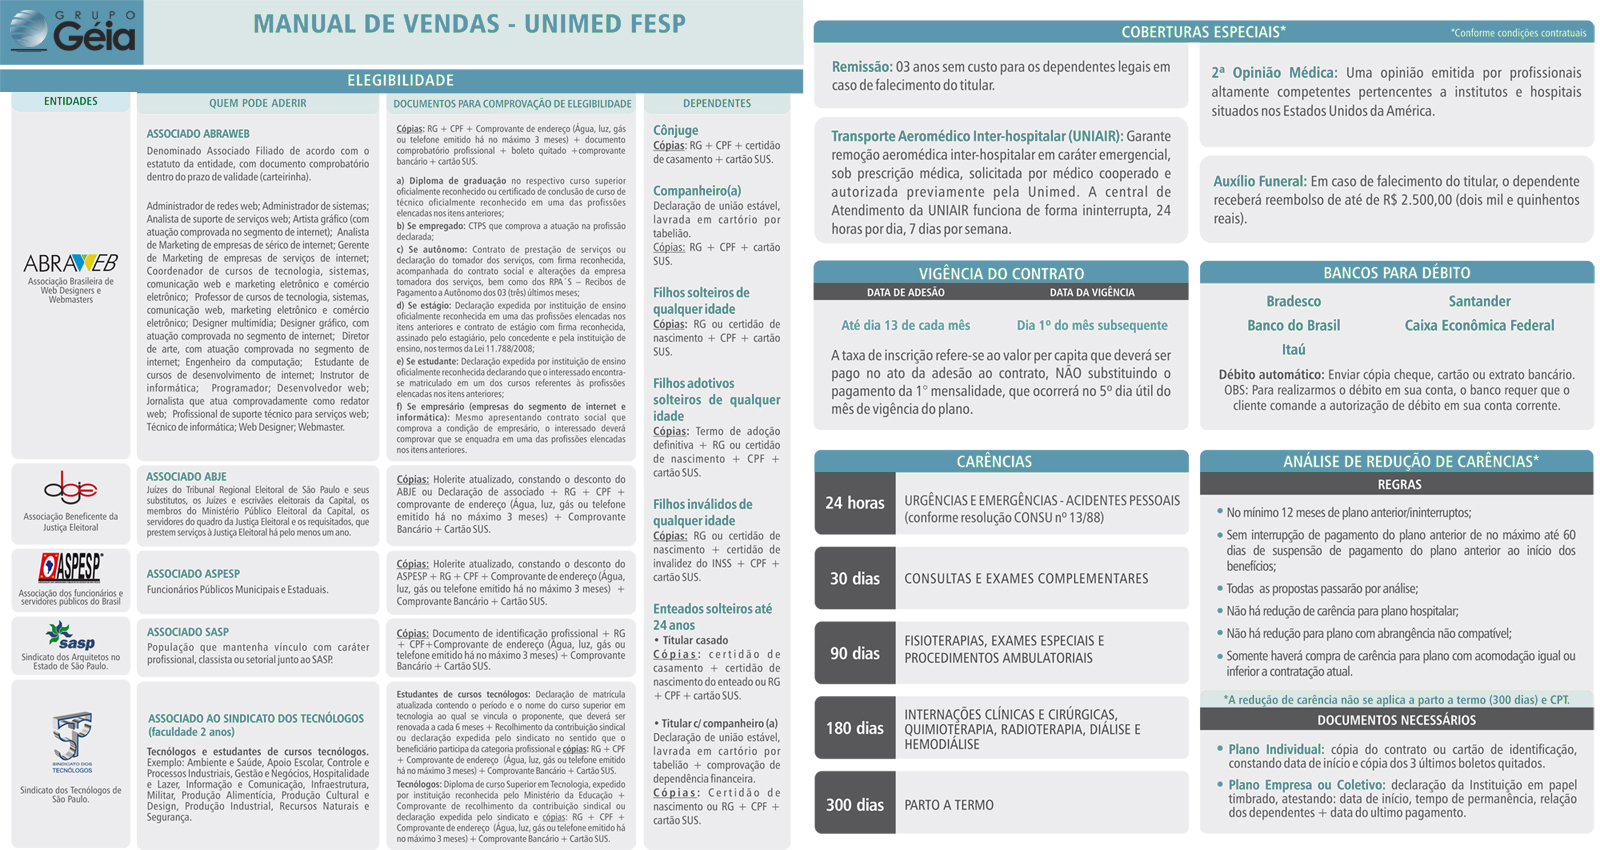 GRUPO
Géia
MANUAL DE VENDAS - UNIMED FESP
ELEGIBILIDADE
ENTIDADES
QUEM PODE ADERIR
DOCUMENTOS PARA COMPROVAÇÃO DE ELEGIBILIDADE
DEPENDENTES
ABRAWEB
Associação Brasileira de
Web Designers e
Webmasters
ASSOCIADO ABRAWEB
Denominado Associado Filiado de acordo com o
estatuto da entidade, com documento comprobatório
dentro do prazo de validade (carteirinha).
Administrador de redes web; Administrador de sistemas;
Analista de suporte de serviços web; Artista gráfico (com
atuação comprovada no segmento de internet); Analista
de Marketing de empresas de sérico de internet; Gerente
de Marketing de empresas de serviços de internet;
Coordenador de cursos de tecnologia, sistemas,
comunicação web e marketing eletrônico e comércio
eletrônico; Professor de cursos de tecnologia, sistemas,
comunicação web, marketing eletrônico e comércio
eletrônico; Designer multimídia; Designer gráfico, com
atuação comprovada no segmento de internet; Diretor
de arte, com atuação comprovada no segmento de
internet; Engenheiro da computação; Estudante de
cursos de desenvolvimento de internet; Instrutor de
informática; Programador; Desenvolvedor web;
Jornalista que atua comprovadamente como redator
web; Profissional de suporte técnico para serviços web;
Técnico de informática; Web Designer; Webmaster.
Cópias: RG + CPF + Comprovante de endereço (Água, luz, gás
ou telefone emitido há no máximo 3 meses) + documento
comprobatório profissional + boleto quitado +comprovante
bancário + cartão SUS.
a) Diploma de graduação no respectivo curso superior
oficialmente reconhecido ou certificado de conclusão de curso de
técnico oficialmente reconhecido em uma das profissões
elencadas nos itens anteriores;
b) Se empregado: CTPS que comprova a atuação na profissão
declarada;
c) Se autônomo: Contrato de prestação de serviços ou
declaração do tomador dos serviços, com firma reconhecida,
acompanhada do contrato social e alterações da empresa
tomadora dos serviços, bem como dos RPA´S – Recibos de
Pagamento a Autônomo dos 03 (três) últimos meses;
d) Se estágio: Declaração expedida por instituição de ensino
oficialmente reconhecida em uma das profissões elencadas nos
itens anteriores e contrato de estágio com firma reconhecida,
assinado pelo estagiário, pelo concedente e pela instituição de
ensino, nos termos da Lei 11.788/2008;
e) Se estudante: Declaração expedida por instituição de ensino
oficialmente reconhecida declarando que o interessado encontra-
se matriculado em um dos cursos referentes às profissões
elencadas nos itens anteriores;
f) Se empresário (empresas do segmento de internet e
informática): Mesmo apresentando contrato social que
comprova a condição de empresário, o interessado deverá
comprovar que se enquadra em uma das profissões elencadas
nos itens anteriores.
abje
Associação Beneficente da
Justiça Eleitoral
ASSOCIADO ABJE
Juízes do Tribunal Regional Eleitoral de São Paulo e seus
substitutos, os Juízes e escrivães eleitorais da Capital, os
membros do Ministério Público Eleitoral da Capital, os
servidores do quadro da Justiça Eleitoral e os requisitados, que
prestem serviços à Justiça Eleitoral há pelo menos um ano.
Cópias: Holerite atualizado, constando o desconto do
ABJE ou Declaração de associado + RG + CPF +
comprovante de endereço (Água, luz, gás ou telefone
emitido há no máximo 3 meses) + Comprovante
Bancário + Cartão SUS.
ASPESP
Associação dos funcionários e
servidores públicos do Brasil
ASSOCIADO ASPESP
Funcionários Públicos Municipais e Estaduais.
Cópias: Holerite atualizado, constando o desconto do
ASPESP + RG + CPF + Comprovante de endereço (Água,
luz, gás ou telefone emitido há no máximo 3 meses) +
Comprovante Bancário + Cartão SUS.
sasp
Sindicato dos Arquitetos no
Estado de São Paulo.
ASSOCIADO SASP
População que mantenha vínculo com caráter
profissional, classista ou setorial junto ao SASP.
Cópias: Documento de identificação profissional + RG
+ CPF+Comprovante de endereço (Água, luz, gás ou
telefone emitido há no máximo 3 meses) + Comprovante
Bancário + Cartão SUS.
SINDICATO DOS
TECNÓLOGOS
Sindicato dos Tecnólogos de
São Paulo.
ASSOCIADO AO SINDICATO DOS TECNÓLOGOS
(faculdade 2 anos)
Tecnólogos e estudantes de cursos tecnólogos.
Exemplo: Ambiente e Saúde, Apoio Escolar, Controle e
Processos Industriais, Gestão e Negócios, Hospitalidade
e Lazer, Informação e Comunicação, Infraestrutura,
Militar, Produção Alimentícia, Produção Cultural e
Design, Produção Industrial, Recursos Naturais e
Segurança.
Estudantes de cursos tecnólogos: Declaração de matrícula
atualizada contendo o período e o nome do curso superior em
tecnologia ao qual se vincula o proponente, que deverá ser
renovada a cada 6 meses + Recolhimento da contribuição sindical
ou declaração expedida pelo sindicato no sentido que o
beneficiário participa da categoria profissional e cópias: RG + CPF
+ Comprovante de endereço (Água, luz, gás ou telefone emitido
há no máximo 3 meses) + Comprovante Bancário + Cartão SUS.
Tecnólogos: Diploma de curso Superior em Tecnologia, expedido
por instituição reconhecida pelo Ministério da Educação +
Comprovante de recolhimento da contribuição sindical ou
declaração expedida pelo sindicato e cópias: RG + CPF +
Comprovante de endereço (Água, luz, gás ou telefone emitido há
no máximo 3 meses) + Comprovante Bancário + Cartão SUS.
Cônjuge
Cópias: RG + CPF + certidão
de casamento + cartão SUS.
Companheiro(a)
Declaração de união estável,
lavrada em cartório por
tabelião.
Cópias: RG + CPF + cartão
SUS.
Filhos solteiros de
qualquer idade
Cópias: RG ou certidão de
nascimento + CPF + cartão
SUS.
Filhos adotivos
solteiros de qualquer
idade
Cópias: Termo de adoção
definitiva + RG ou certidão
de nascimento + CPF +
cartão SUS.
Filhos inválidos de
qualquer idade
Cópias: RG ou certidão de
nascimento + certidão de
invalidez do INSS + CPF +
cartão SUS.
Enteados solteiros até
24 anos
• Titular casado
Cópias: certidão de
casamento + certidão de
nascimento do enteado ou RG
+ CPF + cartão SUS.
• Titular c/ companheiro (a)
Declaração de união estável,
lavrada em cartório por
tabelião + comprovação de
dependência financeira.
Cópias: Certidão de
nascimento ou RG + CPF +
cartão SUS.
COBERTURAS ESPECIAIS*
*Conforme condições contratuais
Remissão: 03 anos sem custo para os dependentes legais em
caso de falecimento do titular.
Transporte Aeromédico Inter-hospitalar (UNIAIR): Garante
remoção aeromédica inter-hospitalar em caráter emergencial,
sob prescrição médica, solicitada por médico cooperado e
autorizada previamente pela Unimed. A central de
Atendimento da UNIAIR funciona de forma ininterrupta, 24
horas por dia, 7 dias por semana.
2ª Opinião Médica: Uma opinião emitida por profissionais
altamente competentes pertencentes a institutos e hospitais
situados nos Estados Unidos da América.
Auxílio Funeral: Em caso de falecimento do titular, o dependente
receberá reembolso de até de R$ 2.500,00 (dois mil e quinhentos
reais).
VIGÊNCIA DO CONTRATO
DATA DE ADESÃO
DATA DA VIGÊNCIA
Até dia 13 de cada mês
Dia 1º do mês subsequente
A taxa de inscrição refere-se ao valor per capita que deverá ser
pago no ato da adesão ao contrato, NÃO substituindo o
pagamento da 1° mensalidade, que ocorrerá no 5º dia útil do
mês de vigência do plano.
BANCOS PARA DÉBITO
Bradesco
Santander
Banco do Brasil
Caixa Econômica Federal
Itaú
Débito automático: Enviar cópia cheque, cartão ou extrato bancário.
OBS: Para realizarmos o débito em sua conta, o banco requer que o
cliente comande a autorização de débito em sua conta corrente.
CARÊNCIAS
24 horas
URGÊNCIAS E EMERGÊNCIAS - ACIDENTES PESSOAIS
(conforme resolução CONSU nº 13/88)
30 dias
CONSULTAS E EXAMES COMPLEMENTARES
90 dias
FISIOTERAPIAS, EXAMES ESPECIAIS E
PROCEDIMENTOS AMBULATORIAIS
180 dias
INTERNAÇÕES CLÍNICAS E CIRÚRGICAS,
QUIMIOTERAPIA, RADIOTERAPIA, DIÁLISE E
HEMODIÁLISE
300 dias
PARTO A TERMO
ANÁLISE DE REDUÇÃO DE CARÊNCIAS*
REGRAS
• No mínimo 12 meses de plano anterior/ininterruptos;
• Sem interrupção de pagamento do plano anterior de no máximo até 60
dias de suspensão de pagamento do plano anterior ao início dos
benefícios;
• Todas as propostas passarão por análise;
• Não há redução de carência para plano hospitalar;
• Não há redução para plano com abrangência não compatível;
• Somente haverá compra de carência para plano com acomodação igual ou
inferior a contratação atual.
*A redução de carência não se aplica a parto a termo (300 dias) e CPT.
DOCUMENTOS NECESSÁRIOS
• Plano Individual: cópia do contrato ou cartão de identificação,
constando data de início e cópia dos 3 últimos boletos quitados.
• Plano Empresa ou Coletivo: declaração da Instituição em papel
timbrado, atestando: data de início, tempo de permanência, relação
dos dependentes + data do ultimo pagamento.